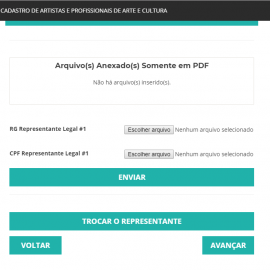 CADASTRO DE ARTISTAS E PROFISSIONAIS DE ARTE E CULTURA
Arquivo(s) Anexado(s) Somente em PDF
Não há arquivo(s) inserido(s).
RG Representante Legal #1 Escolher arquivo Nenhum arquivo selecionado
CPF Representante Legal #1 Escolher arquivo Nenhum arquivo selecionado
ENVIAR
TROCAR O REPRESENTANTE
VOLTAR AVANÇAR